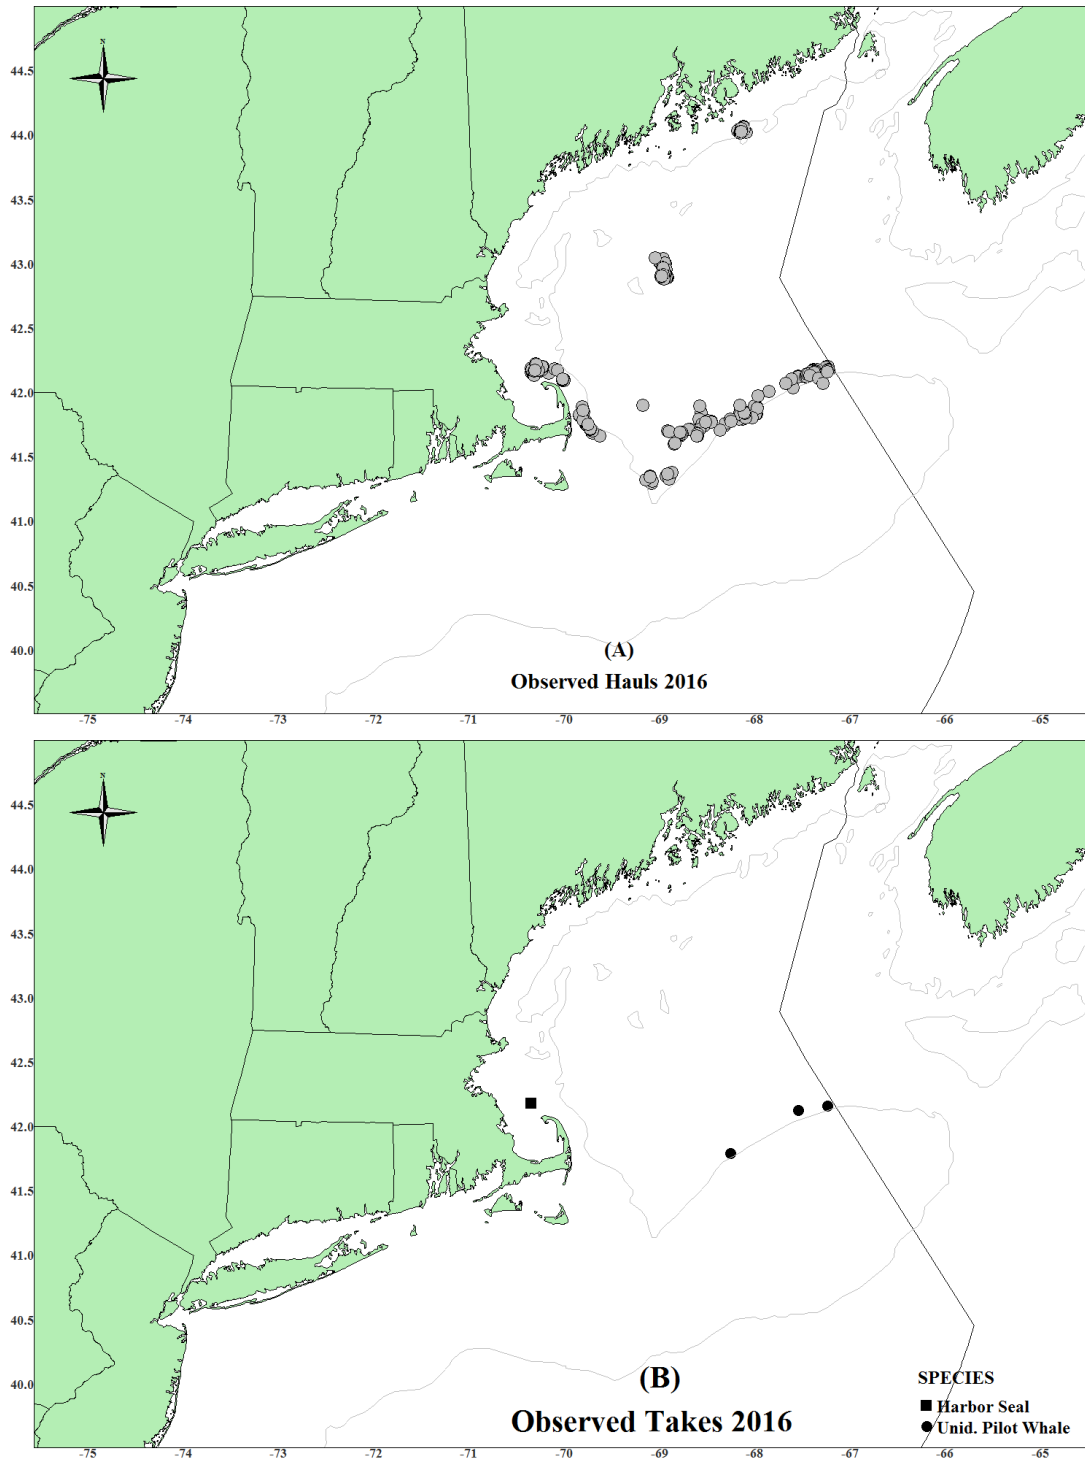 N
44.5
44.0
43.5
43.0
42.5
42.0
41.5
41.0
40.5
40.0
(A)
Observed Hauls 2016
-75 -74 -73 -72 -71 -70 -69 -68 -67 -66 -65
N
44.5
44.0
43.5
43.0
42.5
42.0
41.5
41.0
40.5
40.0
(B)
Observed Takes 2016
SPECIES
Harbor Seal
Unid. Pilot Whale
-75 -74 -73 -72 -71 -70 -69 -68 -67 -66 -65